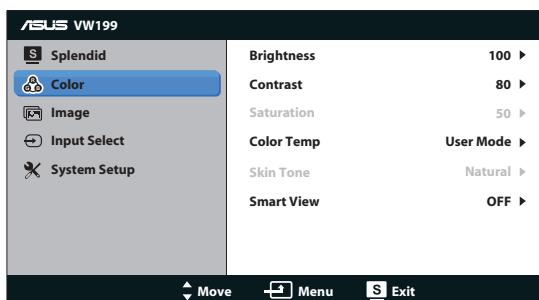 ASUS VW199
S Splendid
Color
Image
Input Select
System Setup
Brightness 100
Contrast 80
Saturation 50
Color Temp User Mode
Skin Tone Natural
Smart View OFF
Move Menu S Exit